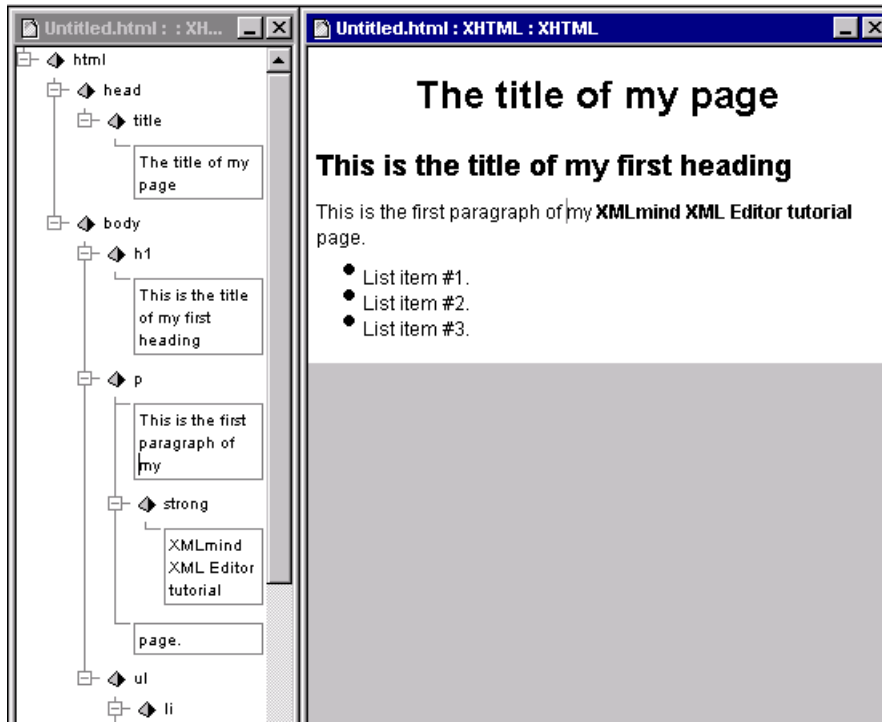 Untitled.html : : XH...
html
head
title
The title of my
page
body
h1
This is the title
of my first
heading
p
This is the first
paragraph of
my
strong
XMLmind
XML Editor
tutorial
page.
ul
li
Untitled.html : XHTML : XHTML
The title of my page
This is the title of my first heading
This is the first paragraph of my XMLmind XML Editor tutorial
page.
List item #1.
List item #2.
List item #3.